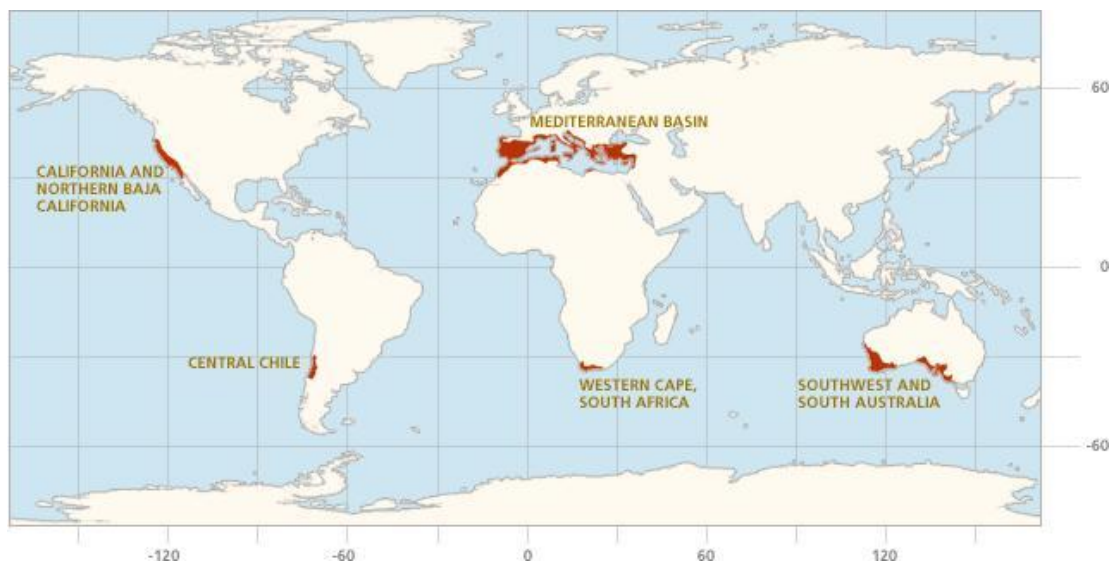 60
MEDITERRANEAN BASIN
CALIFORNIA AND
NORTHERN BAJA
CALIFORNIA
0
CENTRAL CHILE
WESTERN CAPE,
SOUTH AFRICA
SOUTHWEST AND
SOUTH AUSTRALIA
-60
-120
-60
0
60
120